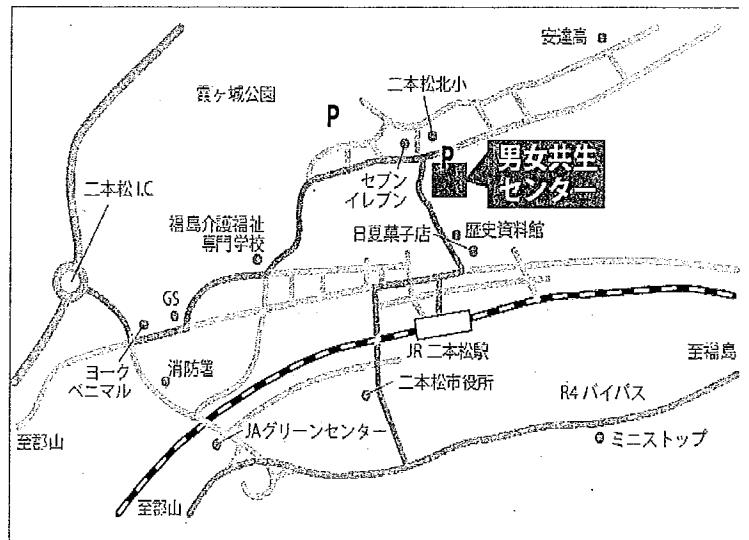 安達高
二本松北小
霞ヶ城公園
P
P
男女共生
センター
セブン
イレブン
二本松I.C
福島介護福祉
専門学校
日夏菓子店
歴史資料館
GS
JR 二本松駅
ヨーク
ベニマル
消防署
二本松市役所
至福島
R4バイパス
至郡山
JAグリーンセンター
ミニストップ
至郡山